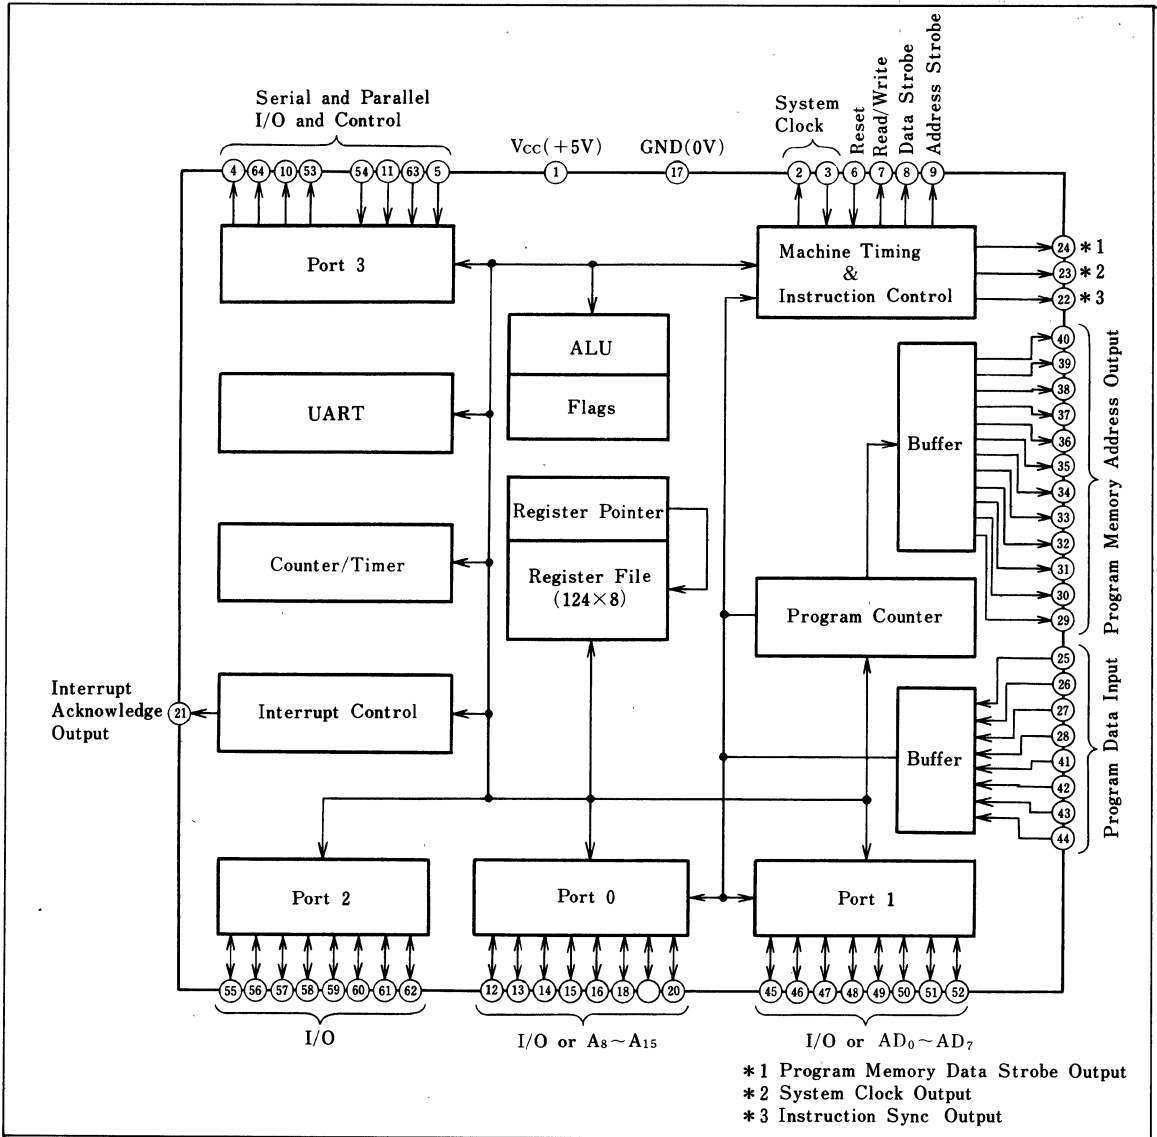 Serial and Parallel
I/O and Control
Vcc(+5V)
GND(0V)
System
Clock
Reset
Read/Write
Data Strobe
Address Strobe
4 64 10 53 54 11 63 5
1
17
2 3 6 7 8 9
Port 3
Machine Timing
&
Instruction Control
24 *1
23 *2
22 *3
ALU
Flags
UART
Buffer
40
39
38
37
36
35
34
33
32
31
30
29
Program Memory Address Output
Register Pointer
Register File
(124×8)
Counter/Timer
Program Counter
Interrupt
Acknowledge
Output
21
Interrupt Control
Buffer
25
26
27
28
41
42
43
44
Program Data Input
Port 2
Port 0
Port 1
55 56 57 58 59 60 61 62
12 13 14 15 16 18 20
45 46 47 48 49 50 51 52
I/O
I/O or A8~A15
I/O or AD0~AD7
*1 Program Memory Data Strobe Output
*2 System Clock Output
*3 Instruction Sync Output